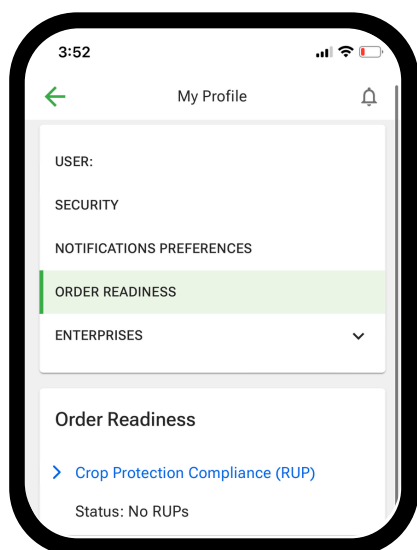 3:52
My Profile
USER:
SECURITY
NOTIFICATIONS PREFERENCES
ORDER READINESS
ENTERPRISES
Order Readiness
Crop Protection Compliance (RUP)
Status: No RUPs